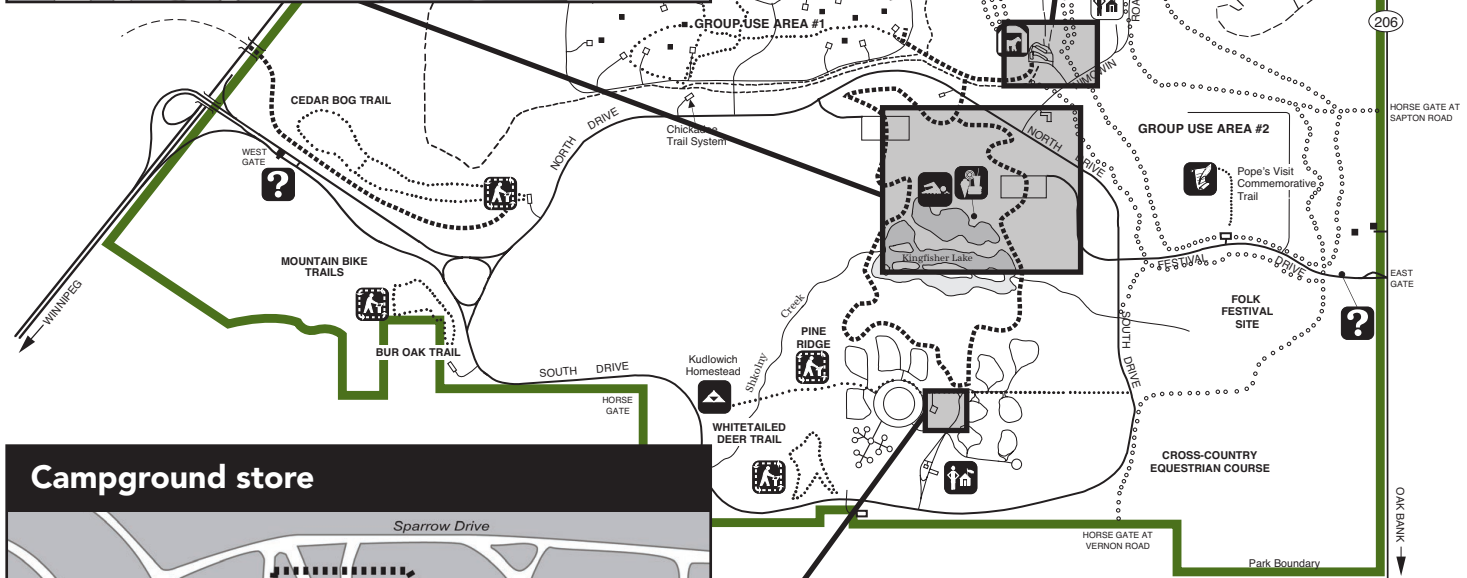 GROUP USE AREA #1
206
ROA
IMOWIN
CEDAR BOG TRAIL
NORTH DRIVE
Chickadee
Trail System
HORSE GATE AT
SAPTON ROAD
GROUP USE AREA #2
NORTH DRIVE
WEST
GATE
?
Pope's Visit
Commemorative
Trail
MOUNTAIN BIKE
TRAILS
Kingfisher Lake
FESTIVAL DRIVE
EAST
GATE
WINNIPEG
Creek
FOLK
FESTIVAL
SITE
?
SOUTH DRIVE
PINE
RIDGE
BUR OAK TRAIL
Kudlowich
Homestead
Shkolny
SOUTH DRIVE
HORSE
GATE
WHITETAILED
DEER TRAIL
CROSS-COUNTRY
EQUESTRIAN COURSE
Campground store
OAK BANK
Sparrow Drive
HORSE GATE AT
VERNON ROAD
Park Boundary